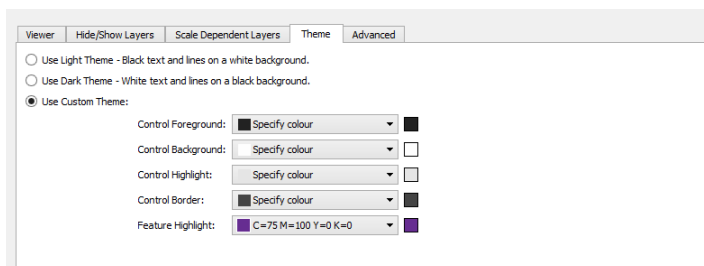 Viewer Hide/Show Layers Scale Dependent Layers Theme Advanced
Use Light Theme - Black text and lines on a white background.
Use Dark Theme - White text and lines on a black background.
Use Custom Theme:
Control Foreground: Specify colour
Control Background: Specify colour
Control Highlight: Specify colour
Control Border: Specify colour
Feature Highlight: C=75 M=100 Y=0 K=0